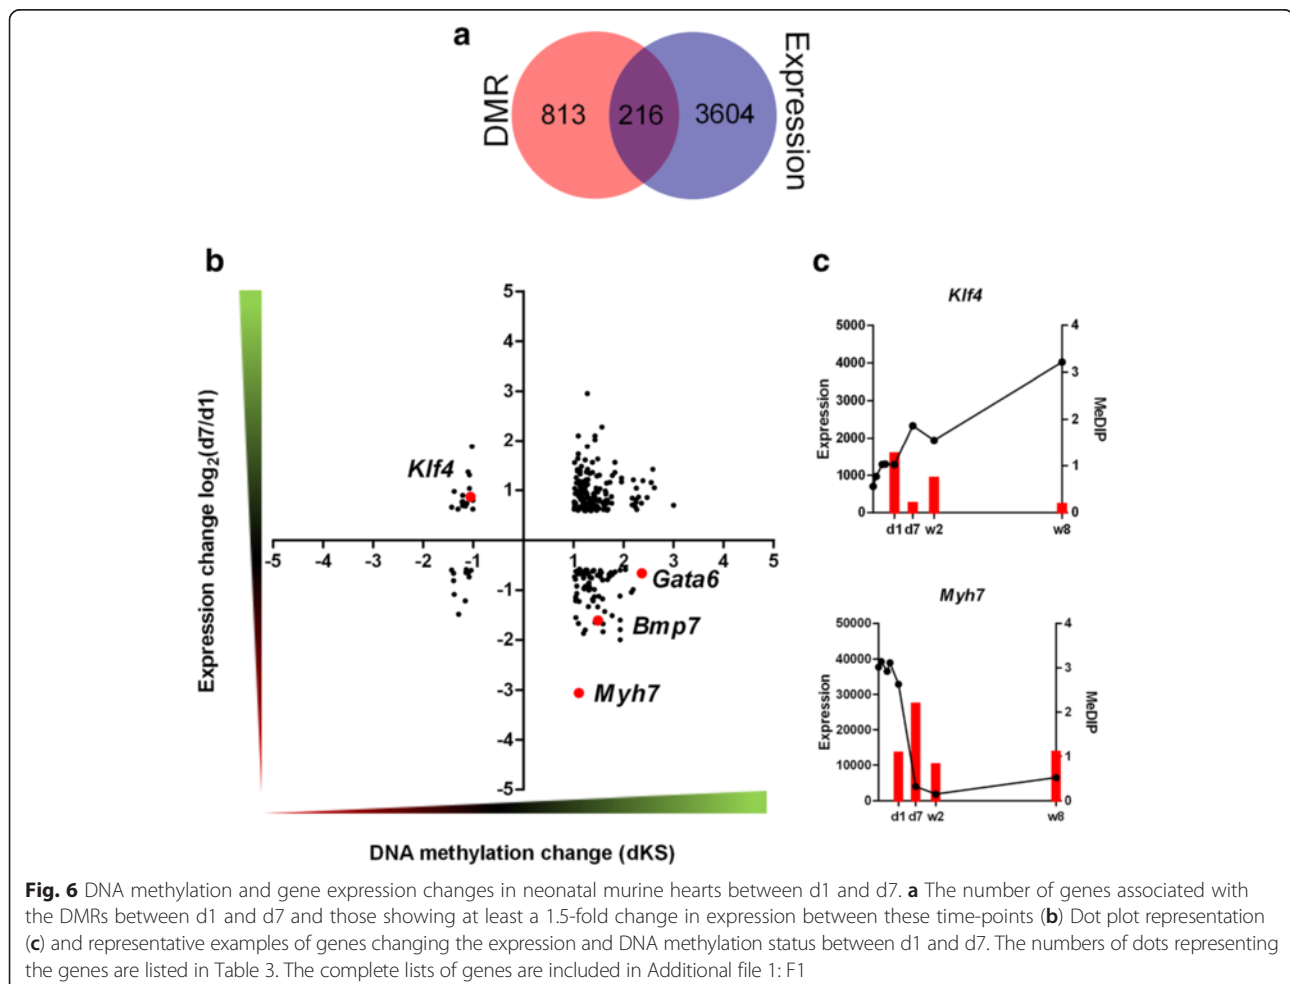 a
DMR
813
216
3604
Expression
b
Expression change log2(d7/d1)
5
4
3
2
1
-1
-2
-3
-4
-5
-5
-4
-3
-2
-1
1
2
3
4
5
Klf4
Gata6
Bmp7
Myh7
DNA methylation change (dKS)
c
Klf4
Expression
5000
4000
3000
2000
1000
0
4
3
2
1
0
MeDIP
d1 d7 w2 w8
Myh7
Expression
50000
40000
30000
20000
10000
0
4
3
2
1
0
MeDIP
d1 d7 w2 w8
Fig. 6 DNA methylation and gene expression changes in neonatal murine hearts between d1 and d7. a The number of genes associated with
the DMRs between d1 and d7 and those showing at least a 1.5-fold change in expression between these time-points (b) Dot plot representation
(c) and representative examples of genes changing the expression and DNA methylation status between d1 and d7. The numbers of dots representing
the genes are listed in Table 3. The complete lists of genes are included in Additional file 1: F1